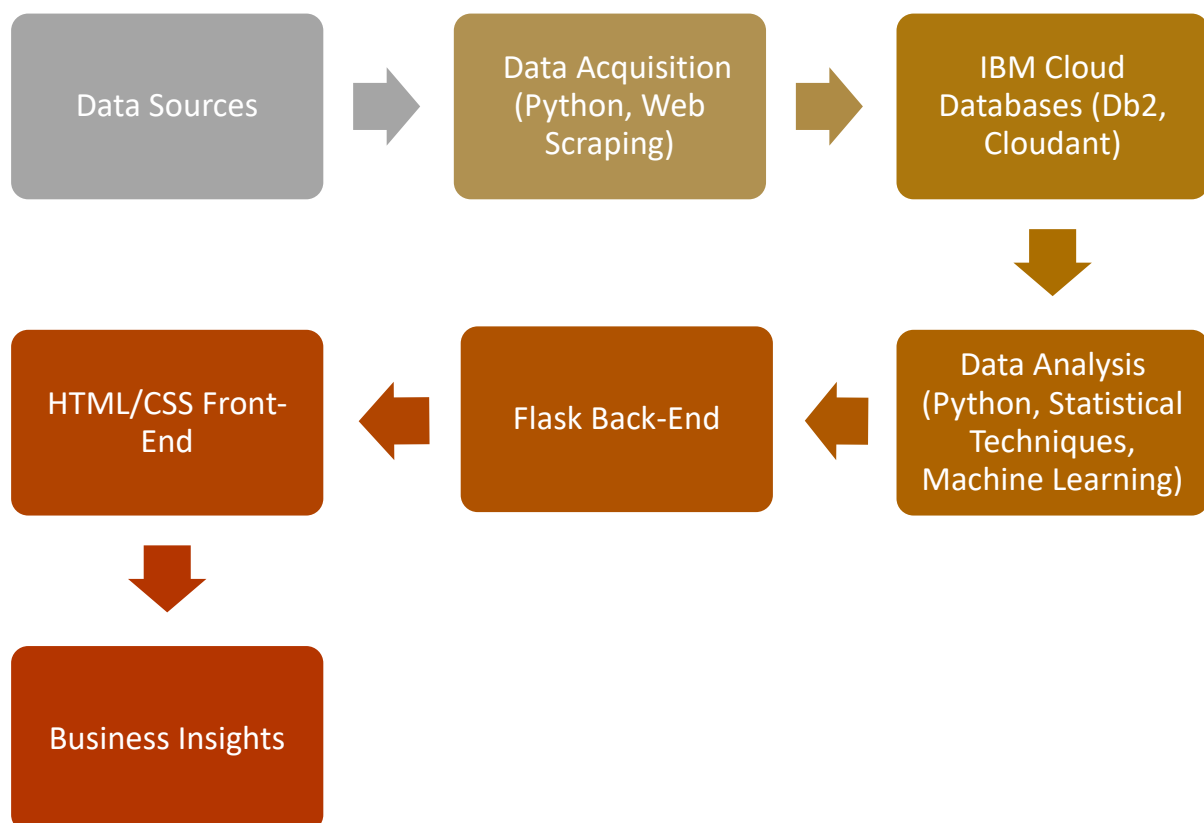 Data Sources
Data Acquisition
(Python, Web
Scraping)
IBM Cloud
Databases (Db2,
Cloudant)
Data Analysis
(Python, Statistical
Techniques,
Machine Learning)
Flask Back-End
HTML/CSS Front-
End
Business Insights